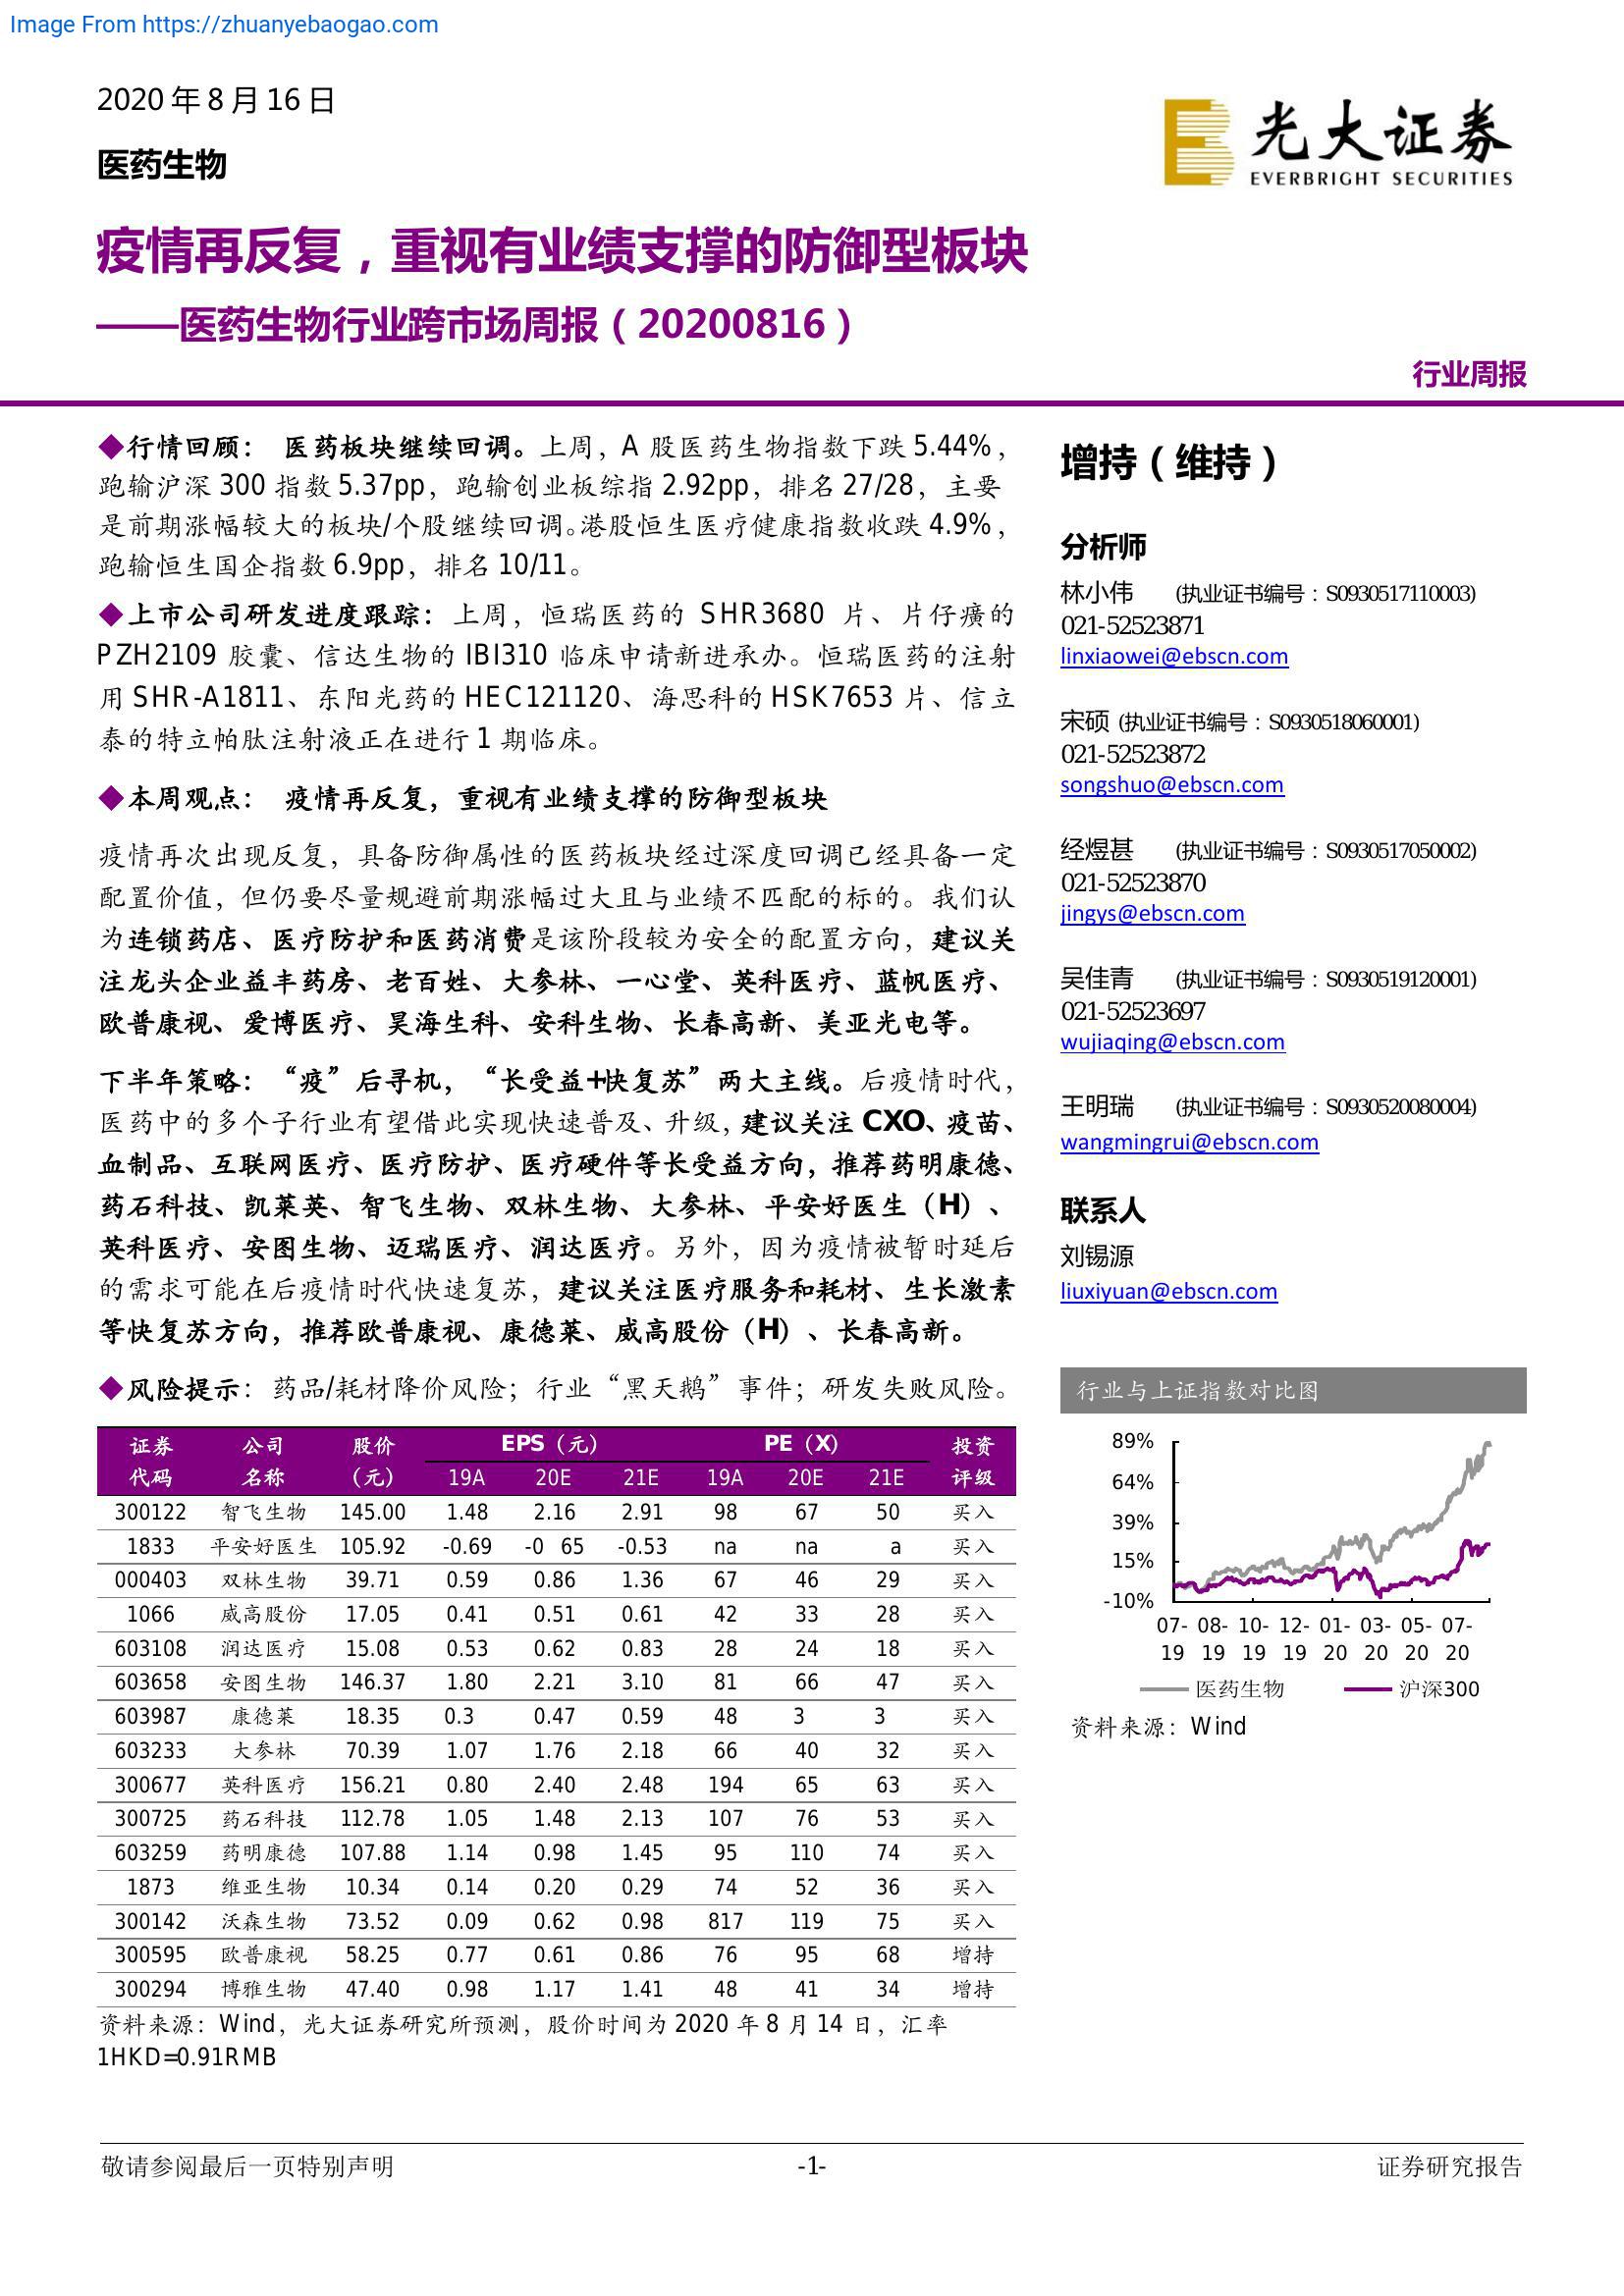 Image From https://zhuanyebaogao.com
2020 年 8 月 16 日
医药生物
光大证券
EVERBRIGHT SECURITIES
疫情再反复，重视有业绩支撑的防御型板块
——医药生物行业跨市场周报（20200816）
行业周报
◆行情回顾： 医药板块继续回调。上周，A 股医药生物指数下跌 5.44%，
跑输沪深 300 指数 5.37pp，跑输创业板综指 2.92pp，排名 27/28，主要
是前期涨幅较大的板块/个股继续回调。港股恒生医疗健康指数收跌 4.9%，
跑输恒生国企指数 6.9pp，排名 10/11。
◆上市公司研发进度跟踪：上周，恒瑞医药的 SHR3680 片、片仔癀的
PZH2109 胶囊、信达生物的 IBI310 临床申请新进承办。恒瑞医药的注射
用 SHR-A1811、东阳光药的 HEC121120、海思科的 HSK7653 片、信立
泰的特立帕肽注射液正在进行 1 期临床。
◆本周观点： 疫情再反复，重视有业绩支撑的防御型板块
疫情再次出现反复，具备防御属性的医药板块经过深度回调已经具备一定
配置价值，但仍要尽量规避前期涨幅过大且与业绩不匹配的标的。我们认
为连锁药店、医疗防护和医药消费是该阶段较为安全的配置方向，建议关
注龙头企业益丰药房、老百姓、大参林、一心堂、英科医疗、蓝帆医疗、
欧普康视、爱博医疗、昊海生科、安科生物、长春高新、美亚光电等。
下半年策略：“疫”后寻机，“长受益+快复苏”两大主线。后疫情时代，
医药中的多个子行业有望借此实现快速普及、升级，建议关注 CXO、疫苗、
血制品、互联网医疗、医疗防护、医疗硬件等长受益方向，推荐药明康德、
药石科技、凯莱英、智飞生物、双林生物、大参林、平安好医生（H）、
英科医疗、安图生物、迈瑞医疗、润达医疗。另外，因为疫情被暂时延后
的需求可能在后疫情时代快速复苏，建议关注医疗服务和耗材、生长激素
等快复苏方向，推荐欧普康视、康德莱、威高股份（H）、长春高新。
◆风险提示：药品/耗材降价风险；行业“黑天鹅”事件；研发失败风险。
证券 公司 股价 EPS（元） PE（X） 投资
代码 名称 （元） 19A 20E 21E 19A 20E 21E 评级
300122 智飞生物 145.00 1.48 2.16 2.91 98 67 50 买入
1833 平安好医生 105.92 -0.69 -0 65 -0.53 na na a 买入
000403 双林生物 39.71 0.59 0.86 1.36 67 46 29 买入
1066 威高股份 17.05 0.41 0.51 0.61 42 33 28 买入
603108 润达医疗 15.08 0.53 0.62 0.83 28 24 18 买入
603658 安图生物 146.37 1.80 2.21 3.10 81 66 47 买入
603987 康德莱 18.35 0.3 0.47 0.59 48 3 3 买入
603233 大参林 70.39 1.07 1.76 2.18 66 40 32 买入
300677 英科医疗 156.21 0.80 2.40 2.48 194 65 63 买入
300725 药石科技 112.78 1.05 1.48 2.13 107 76 53 买入
603259 药明康德 107.88 1.14 0.98 1.45 95 110 74 买入
1873 维亚生物 10.34 0.14 0.20 0.29 74 52 36 买入
300142 沃森生物 73.52 0.09 0.62 0.98 817 119 75 买入
300595 欧普康视 58.25 0.77 0.61 0.86 76 95 68 增持
300294 博雅生物 47.40 0.98 1.17 1.41 48 41 34 增持
资料来源：Wind，光大证券研究所预测，股价时间为 2020 年 8 月 14 日，汇率
1HKD=0.91RMB
增持（维持）
分析师
林小伟 (执业证书编号：S0930517110003)
021-52523871
linxiaowei@ebscn.com
宋硕 (执业证书编号：S0930518060001)
021-52523872
songshuo@ebscn.com
经煜甚 (执业证书编号：S0930517050002)
021-52523870
jingys@ebscn.com
吴佳青 (执业证书编号：S0930519120001)
021-52523697
wujiaqing@ebscn.com
王明瑞 (执业证书编号：S0930520080004)
wangmingrui@ebscn.com
联系人
刘锡源
liuxiyuan@ebscn.com
行业与上证指数对比图
89%
64%
39%
15%
-10%
07- 08- 10- 12- 01- 03- 05- 07-
19 19 19 19 20 20 20 20
医药生物 沪深300
资料来源：Wind
敬请参阅最后一页特别声明 -1- 证券研究报告